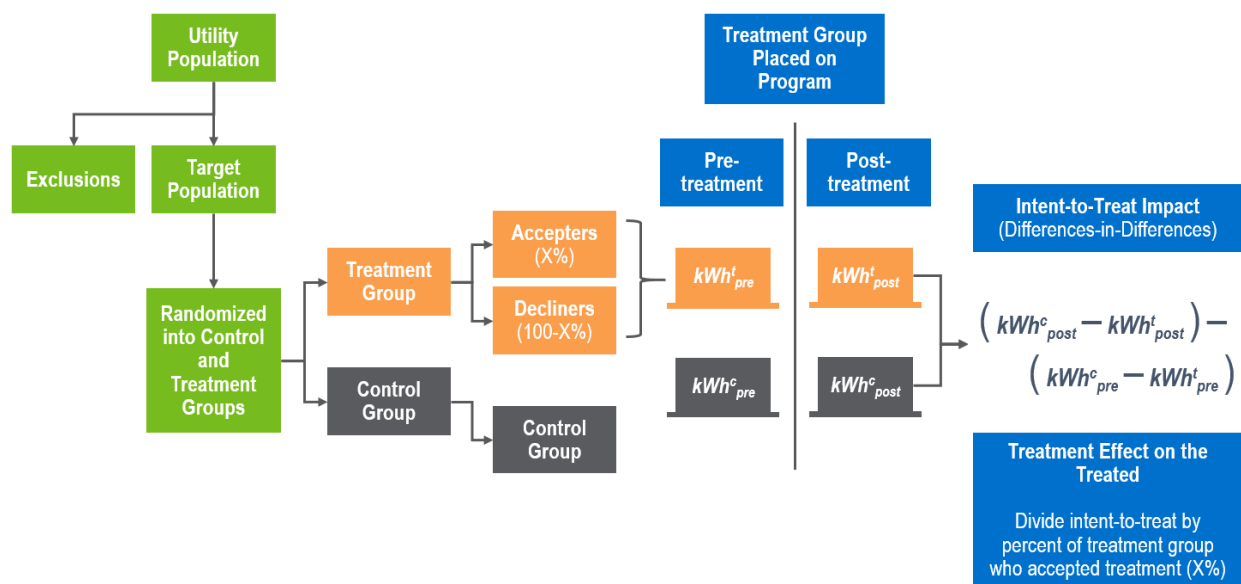 Utility
Population
Exclusions
Target
Population
Randomized
into Control
and
Treatment
Groups
Treatment
Group
Control
Group
Accepters
(X%)
Decliners
(100-X%)
Control
Group
Treatment Group
Placed on
Program
Pre-
treatment
Post-
treatment
kWhᵗpre
kWhᵗpost
kWhᶜpre
kWhᶜpost
Intent-to-Treat Impact
(Differences-in-Differences)
(kWhᶜpost − kWhᵗpost) −
(kWhᶜpre − kWhᵗpre)
Treatment Effect on the
Treated
Divide intent-to-treat by
percent of treatment group
who accepted treatment (X%)